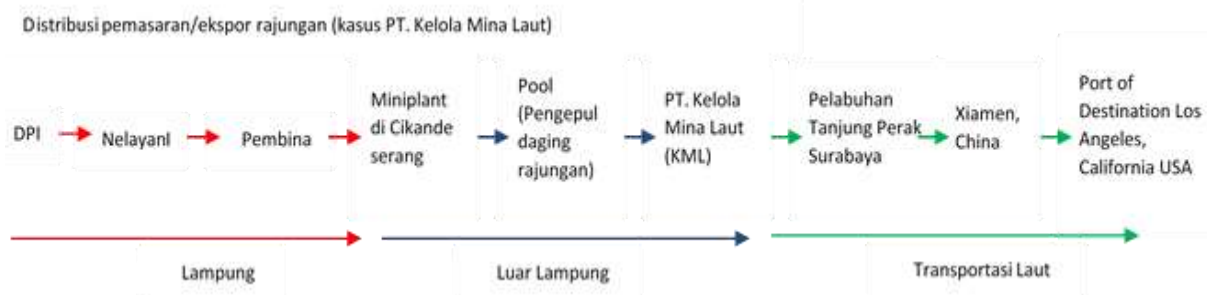 Distribusi pemasaran/ekspor rajungan (kasus PT. Kelola Mina Laut)
DPI
NelayanI
Pembina
Miniplant
di Cikande
serang
Pool
(Pengepul
daging
rajungan)
PT. Kelola
Mina Laut
(KML)
Pelabuhan
Tanjung Perak
Surabaya
Xiamen,
China
Port of
Destination Los
Angeles,
California USA
Lampung
Luar Lampung
Transportasi Laut